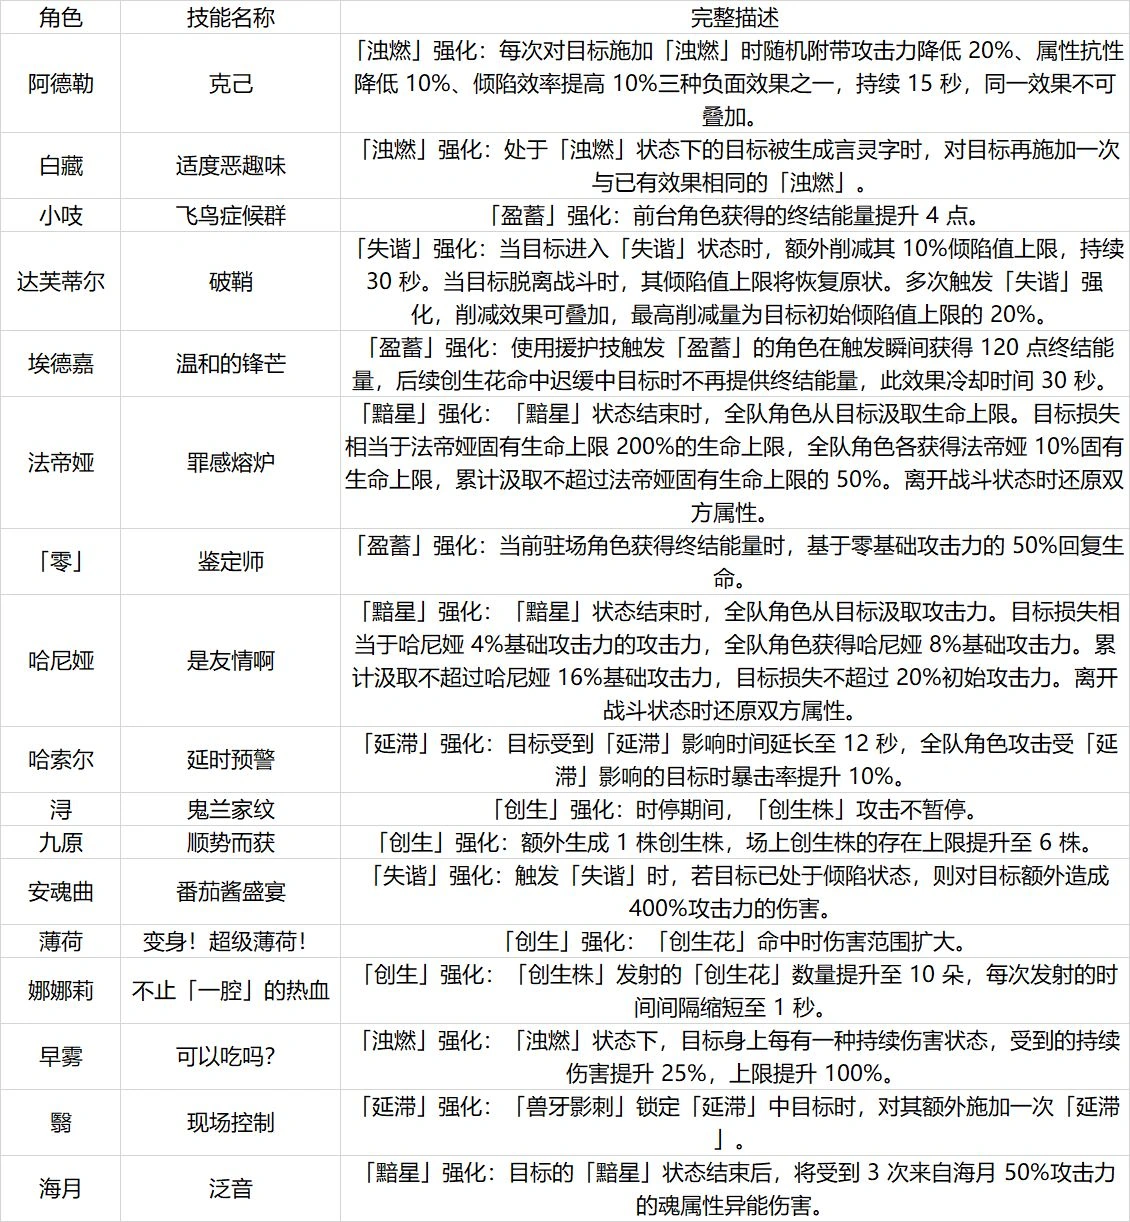 角色 技能名称 完整描述
阿德勒 克己 「浊燃」强化：每次对目标施加「浊燃」时随机附带攻击力降低 20%、属性抗性
降低 10%、倾陷效率提高 10%三种负面效果之一，持续 15 秒，同一效果不可
叠加。
白藏 适度恶趣味 「浊燃」强化：处于「浊燃」状态下的目标被生成言灵字时，对目标再施加一次
与已有效果相同的「浊燃」。
小吱 飞鸟症候群 「盈蓄」强化：前台角色获得的终结能量提升 4 点。
达芙蒂尔 破鞘 「失谐」强化：当目标进入「失谐」状态时，额外削减其 10%倾陷值上限，持续
30 秒。当目标脱离战斗时，其倾陷值上限将恢复原状。多次触发「失谐」强
化，削减效果可叠加，最高削减量为目标初始倾陷值上限的 20%。
埃德嘉 温和的锋芒 「盈蓄」强化：使用援护技触发「盈蓄」的角色在触发瞬间获得 120 点终结能
量，后续创生花命中迟缓中目标时不再提供终结能量，此效果冷却时间 30 秒。
法帝娅 罪感熔炉 「黯星」强化：「黯星」状态结束时，全队角色从目标汲取生命上限。目标损失
相当于法帝娅固有生命上限 200%的生命上限，全队角色各获得法帝娅 10%固有
生命上限，累计汲取不超过法帝娅固有生命上限的 50%。离开战斗状态时还原双
方属性。
「零」 鉴定师 「盈蓄」强化：当前驻场角色获得终结能量时，基于零基础攻击力的 50%回复生
命。
哈尼娅 是友情啊 「黯星」强化：「黯星」状态结束时，全队角色从目标汲取攻击力。目标损失相
当于哈尼娅 4%基础攻击力的攻击力，全队角色获得哈尼娅 8%基础攻击力。累
计汲取不超过哈尼娅 16%基础攻击力，目标损失不超过 20%初始攻击力。离开
战斗状态时还原双方属性。
哈索尔 延时预警 「延滞」强化：目标受到「延滞」影响时间延长至 12 秒，全队角色攻击受「延
滞」影响的目标时暴击率提升 10%。
浔 鬼兰家纹 「创生」强化：时停期间，「创生株」攻击不暂停。
九原 顺势而获 「创生」强化：额外生成 1 株创生株，场上创生株的存在上限提升至 6 株。
安魂曲 番茄酱盛宴 「失谐」强化：触发「失谐」时，若目标已处于倾陷状态，则对目标额外造成
400%攻击力的伤害。
薄荷 变身！超级薄荷！ 「创生」强化：「创生花」命中时伤害范围扩大。
娜娜莉 不止「一腔」的热血 「创生」强化：「创生株」发射的「创生花」数量提升至 10 朵，每次发射的时
间间隔缩短至 1 秒。
早雾 可以吃吗？ 「浊燃」强化：「浊燃」状态下，目标身上每有一种持续伤害状态，受到的持续
伤害提升 25%，上限提升 100%。
翳 现场控制 「延滞」强化：「兽牙影刺」锁定「延滞」中目标时，对其额外施加一次「延滞
」。
海月 泛音 「黯星」强化：目标的「黯星」状态结束后，将受到 3 次来自海月 50%攻击力
的魂属性异能伤害。